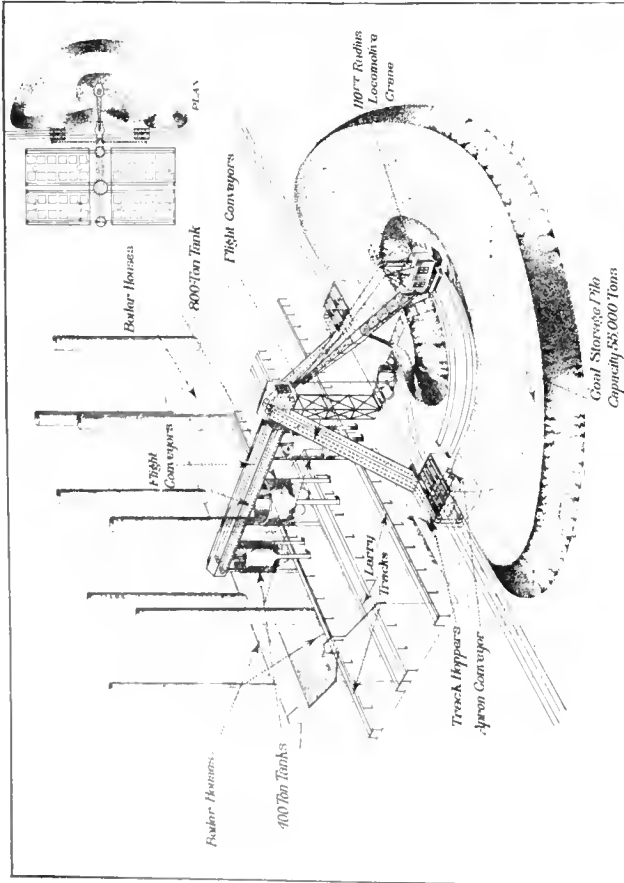 PLAN
Boiler Houses
800-Ton Tank
Flight Conveyors
110 FT Radius
Locomotive
Crane
Flight
Conveyors
Boiler Houses
400 Ton Tanks
Larry
Tracks
Track Hoppers
Apron Conveyor
Coal Storage Pile
Capacity 55,000 Tons